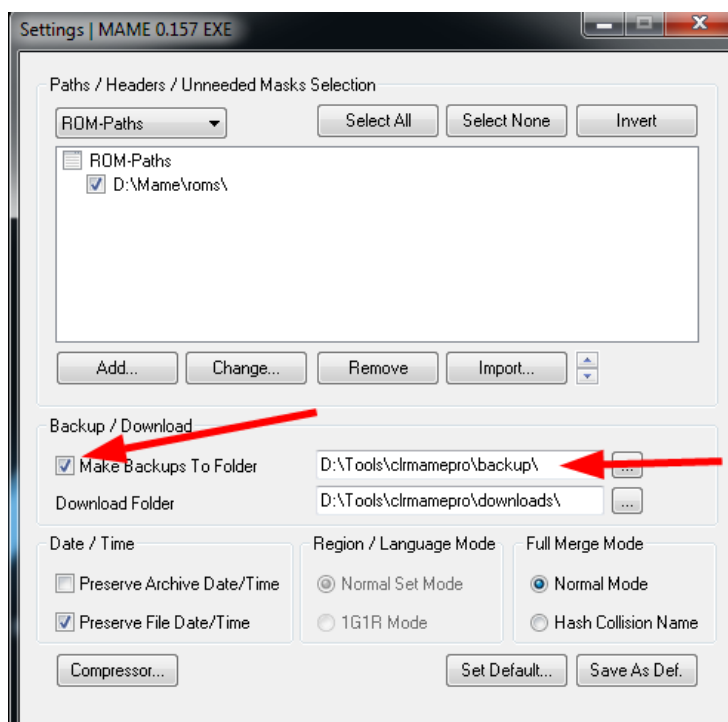 Settings | MAME 0.157 EXE
Paths / Headers / Unneeded Masks Selection
ROM-Paths
Select All
Select None
Invert
ROM-Paths
D:\Mame\roms\
Add...
Change...
Remove
Import...
Backup / Download
Make Backups To Folder
D:\Tools\clrmamepro\backup\
...
Download Folder
D:\Tools\clrmamepro\downloads\
...
Date / Time
Preserve Archive Date/Time
Preserve File Date/Time
Region / Language Mode
Normal Set Mode
1G1R Mode
Full Merge Mode
Normal Mode
Hash Collision Name
Compressor...
Set Default...
Save As Def.